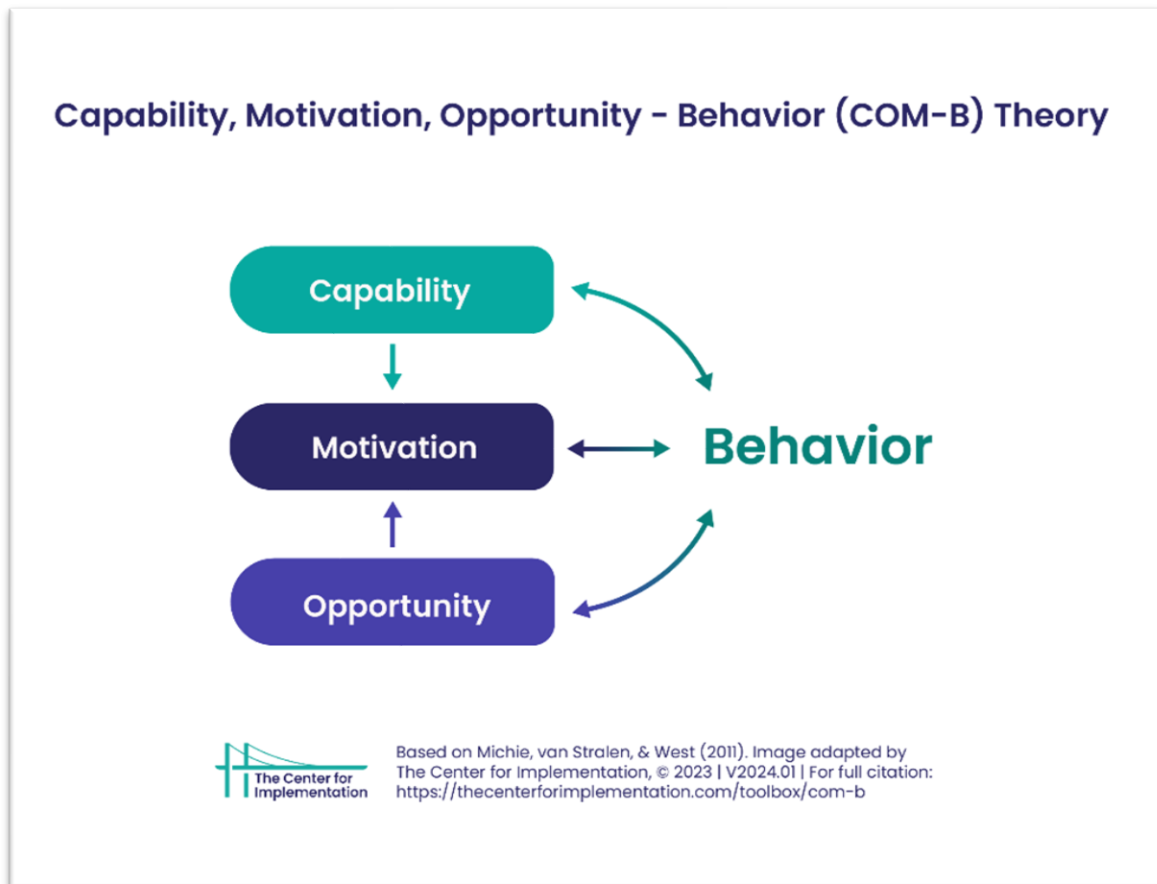 Capability, Motivation, Opportunity - Behavior (COM-B) Theory
Capability
Motivation
Behavior
Opportunity
The Center for
Implementation
Based on Michie, van Stralen, & West (2011). Image adapted by
The Center for Implementation, © 2023 | V2024.01 | For full citation:
https://thecenterforimplementation.com/toolbox/com-b